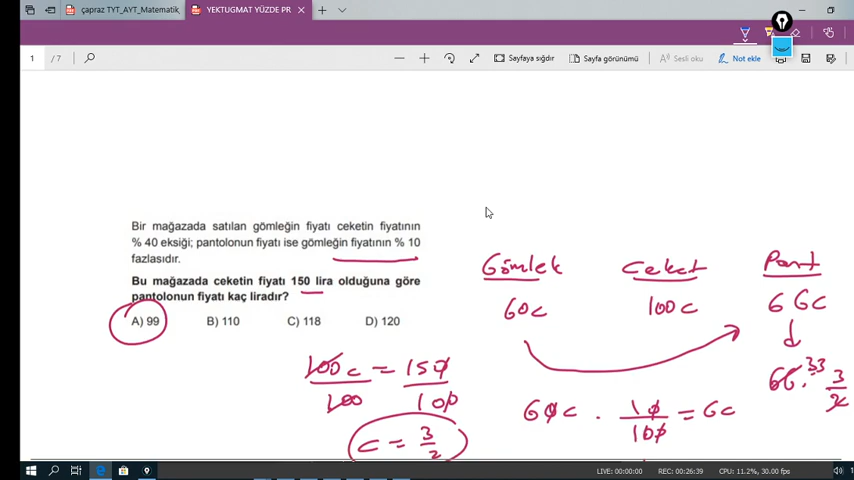 çapraz TYT_AYT_Matematik,
YEKTUGMAT YÜZDE PR
1 / 7
Sayfaya sığdır
Sayfa görünümü
Sesli oku
Not ekle
Bir mağazada satılan gömleğin fiyatı ceketin fiyatının
% 40 eksiği; pantolonun fiyatı ise gömleğin fiyatının % 10
fazlasıdır.
Bu mağazada ceketin fiyatı 150 lira olduğuna göre
pantolonun fiyatı kaç liradır?
A) 99 B) 110 C) 118 D) 120
Gömlek Ceket Pant
60c 100c 66c
100c/100 = 150/100
c = 3/2
60c . 10/100 = 6c
66 . 3/2
33
LIVE: 00:00:00 REC: 00:26:39 CPU: 11.2%, 30.00 fps